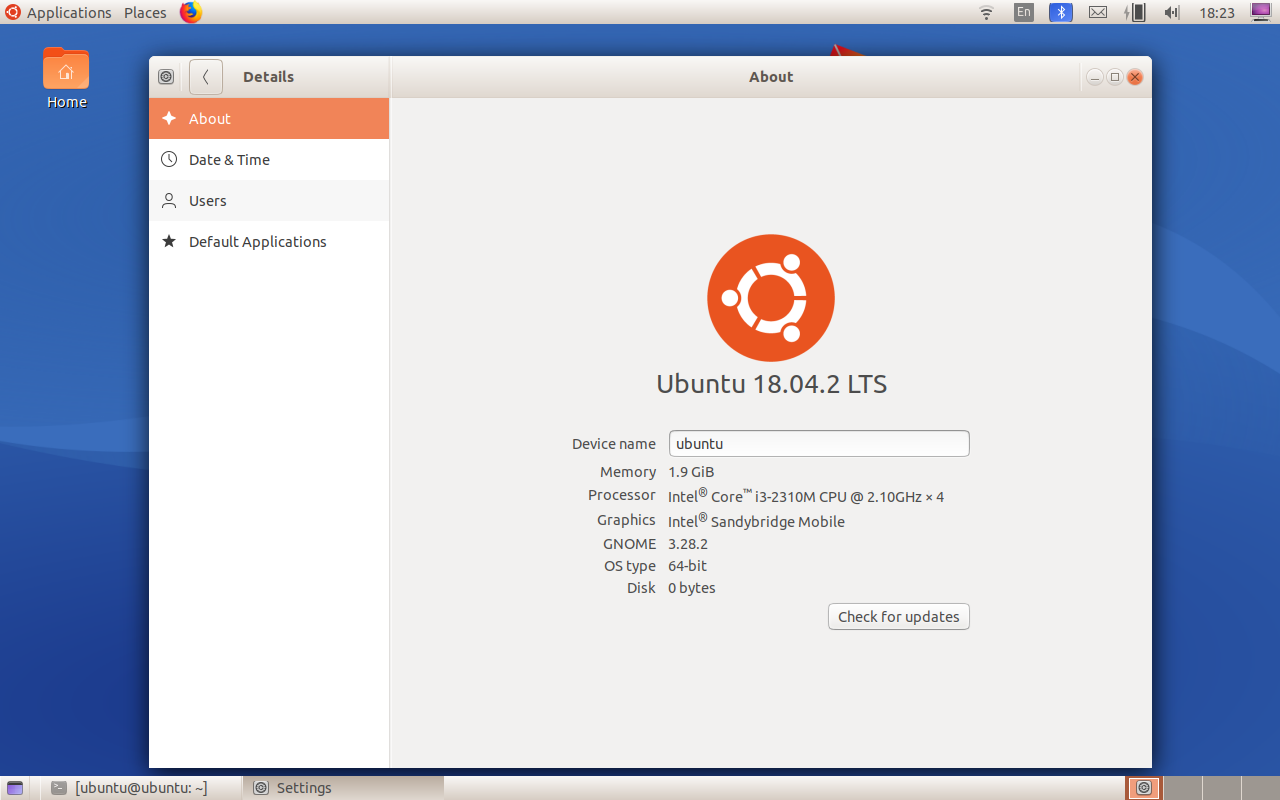 Applications Places En 18:23
Home
Details About
About
Date & Time
Users
Default Applications
Ubuntu 18.04.2 LTS
Device name ubuntu
Memory 1.9 GiB
Processor Intel® Core™ i3-2310M CPU @ 2.10GHz × 4
Graphics Intel® Sandybridge Mobile
GNOME 3.28.2
OS type 64-bit
Disk 0 bytes
Check for updates
[ubuntu@ubuntu: ~] Settings